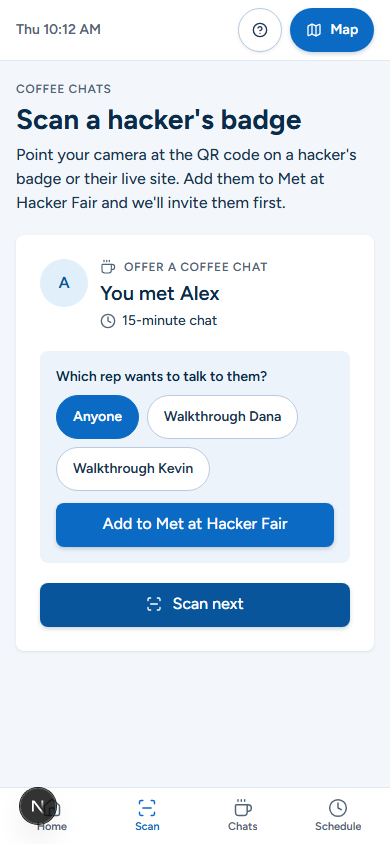 Thu 10:12 AM
Map
COFFEE CHATS
Scan a hacker's badge
Point your camera at the QR code on a hacker's
badge or their live site. Add them to Met at
Hacker Fair and we'll invite them first.
A
OFFER A COFFEE CHAT
You met Alex
15-minute chat
Which rep wants to talk to them?
Anyone
Walkthrough Dana
Walkthrough Kevin
Add to Met at Hacker Fair
Scan next
N
Home
Scan
Chats
Schedule